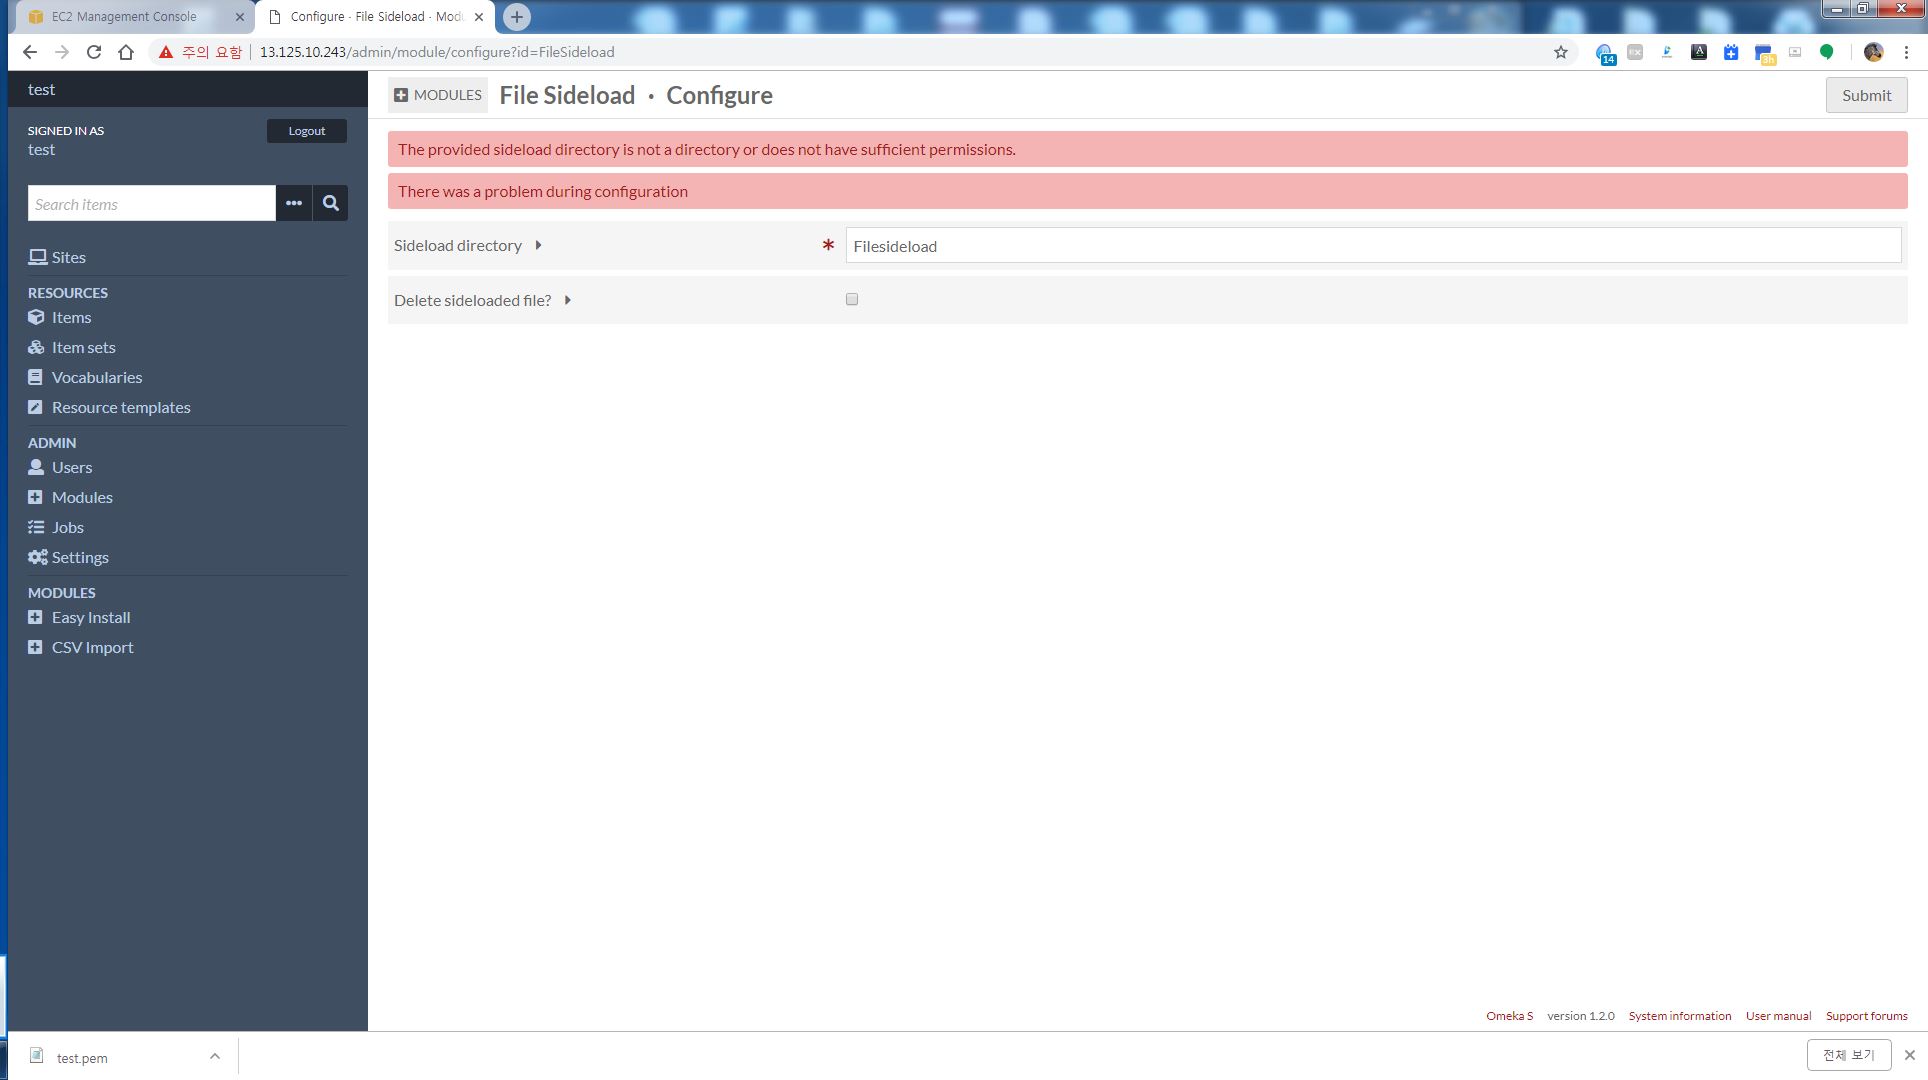 EC2 Management Console
Configure · File Sideload · Modu
주의 요함
13.125.10.243/admin/module/configure?id=FileSideload
14
EX
A
3h
test
SIGNED IN AS
test
Logout
Search items
Sites
RESOURCES
Items
Item sets
Vocabularies
Resource templates
ADMIN
Users
Modules
Jobs
Settings
MODULES
Easy Install
CSV Import
MODULES
File Sideload · Configure
Submit
The provided sideload directory is not a directory or does not have sufficient permissions.
There was a problem during configuration
Sideload directory
Filesideload
Delete sideloaded file?
Omeka S
version 1.2.0
System information
User manual
Support forums
test.pem
전체 보기